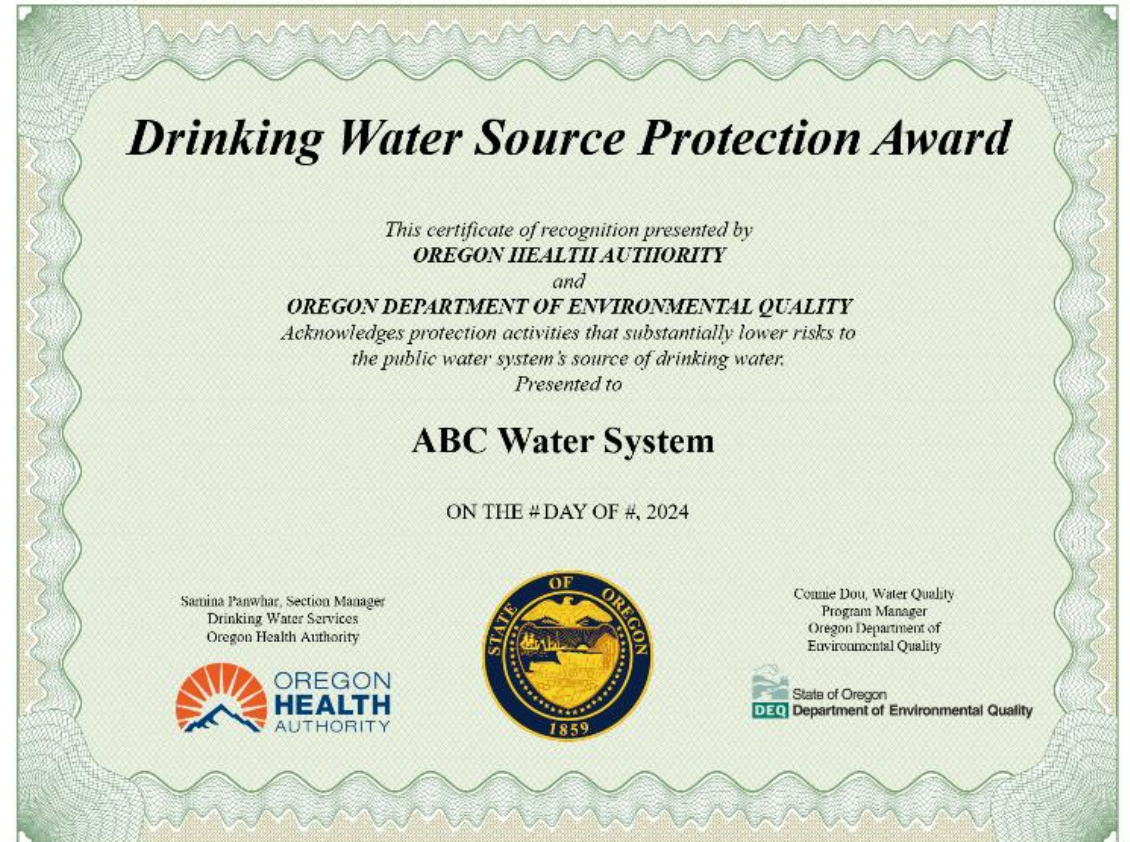 Drinking Water Source Protection Award
This certificate of recognition presented by
OREGON HEALTH AUTHORITY
and
OREGON DEPARTMENT OF ENVIRONMENTAL QUALITY
Acknowledges protection activities that substantially lower risks to
the public water system's source of drinking water.
Presented to
ABC Water System
ON THE # DAY OF #, 2024
Samina Panwhar, Section Manager
Drinking Water Services
Oregon Health Authority
OREGON
HEALTH
AUTHORITY
STATE OF OREGON
1859
Connie Dou, Water Quality
Program Manager
Oregon Department of
Environmental Quality
State of Oregon
DEQ Department of Environmental Quality